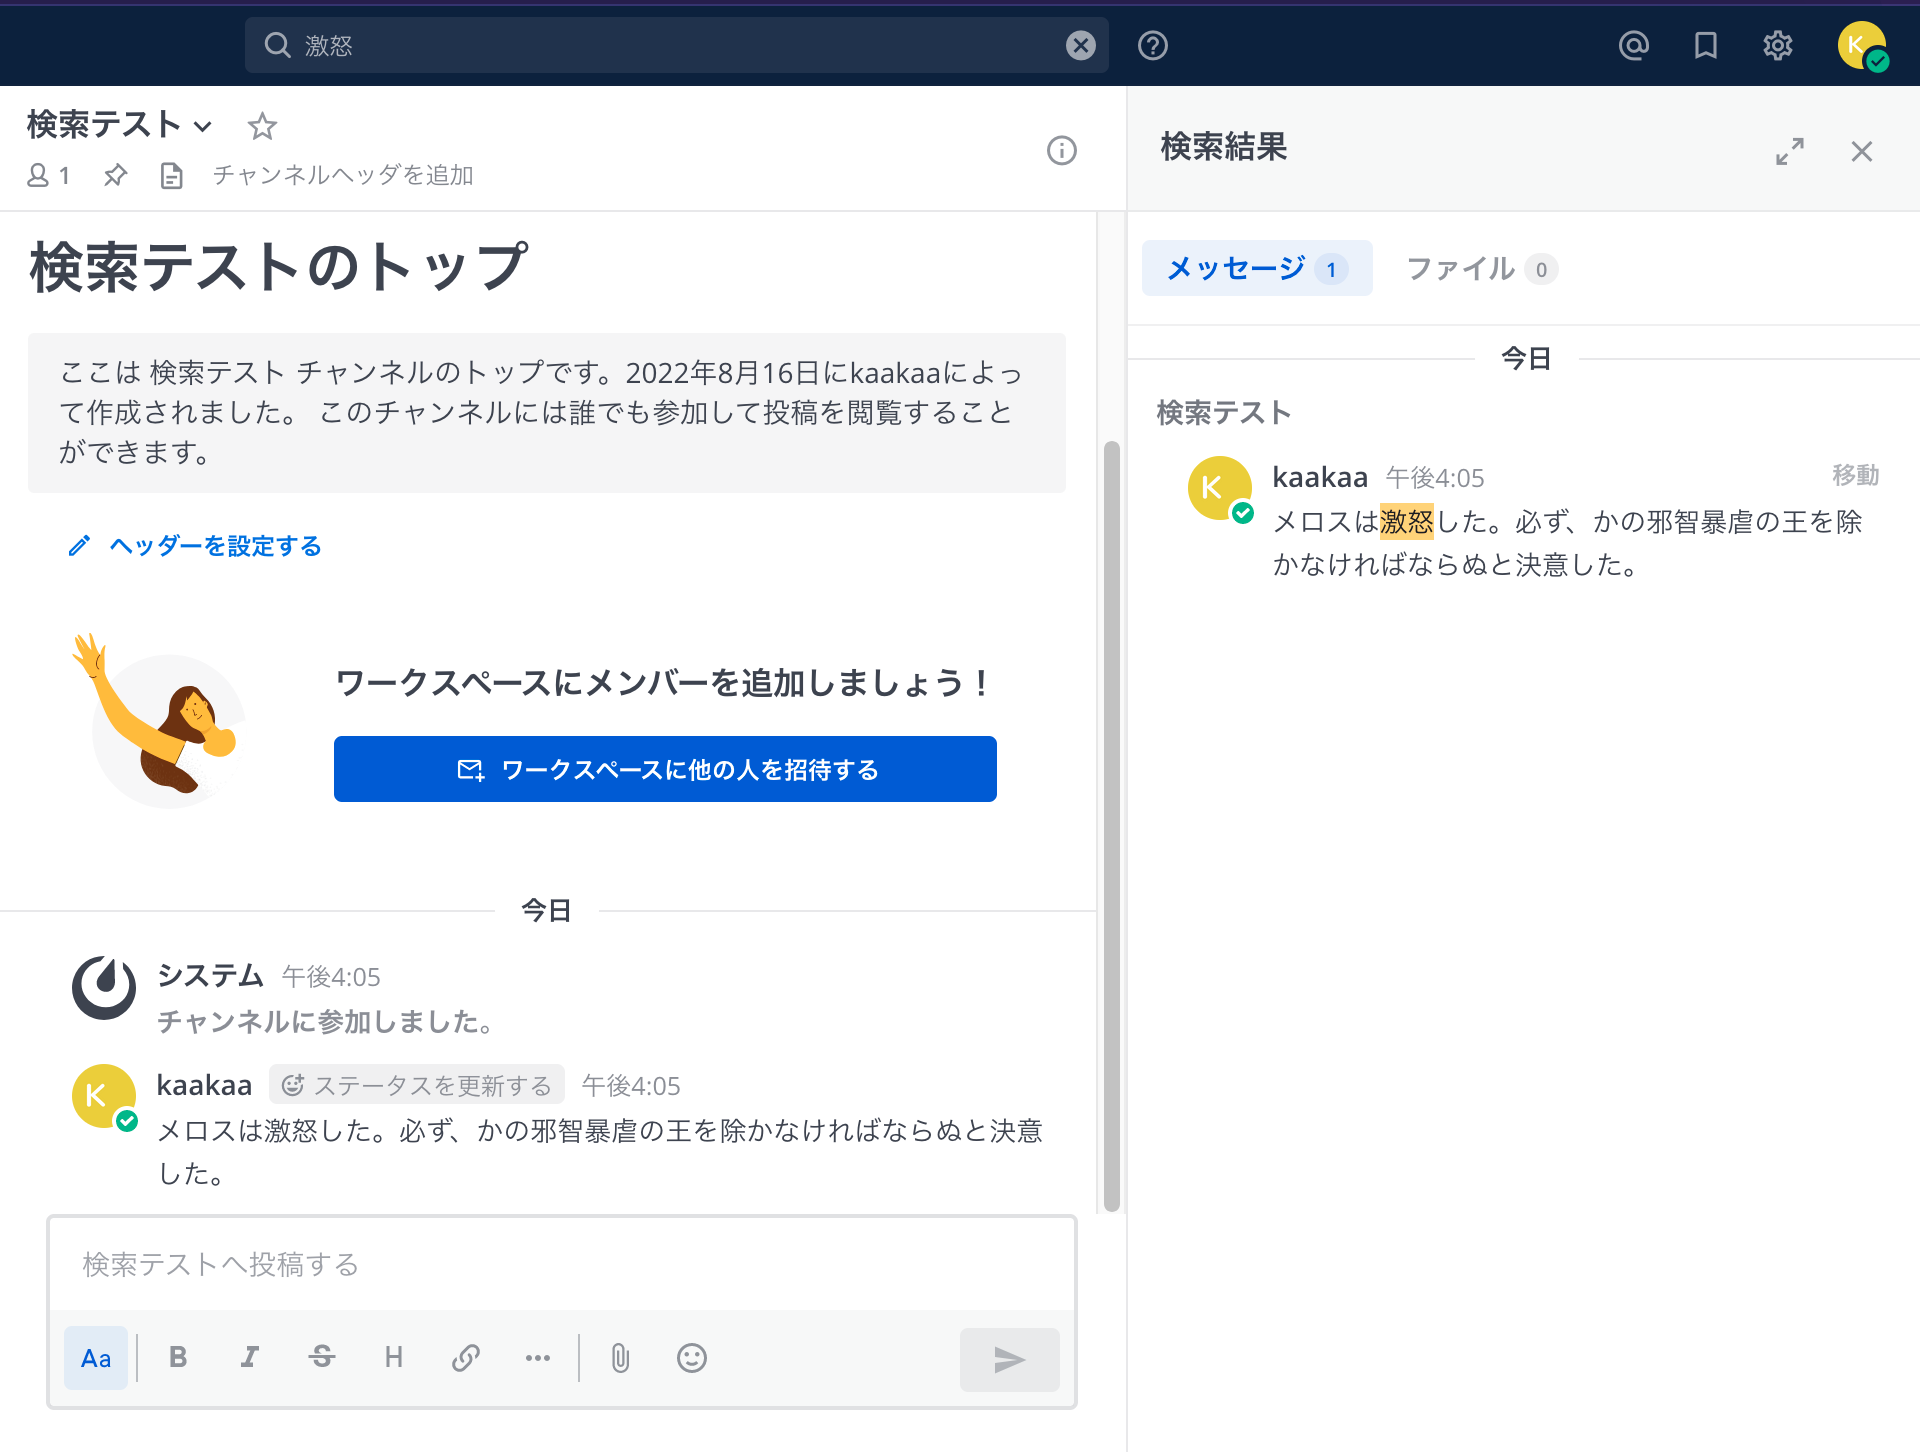 激怒
K
検索テスト
1 チャンネルヘッダを追加
検索テストのトップ
ここは 検索テスト チャンネルのトップです。2022年8月16日にkaakaaによっ
て作成されました。 このチャンネルには誰でも参加して投稿を閲覧すること
ができます。
ヘッダーを設定する
ワークスペースにメンバーを追加しましょう！
ワークスペースに他の人を招待する
今日
システム 午後4:05
チャンネルに参加しました。
K
kaakaa ステータスを更新する 午後4:05
メロスは激怒した。必ず、かの邪智暴虐の王を除かなければならぬと決意
した。
検索テストへ投稿する
Aa B I S H
検索結果
メッセージ 1 ファイル 0
今日
検索テスト
K
kaakaa 午後4:05 移動
メロスは激怒した。必ず、かの邪智暴虐の王を除
かなければならぬと決意した。